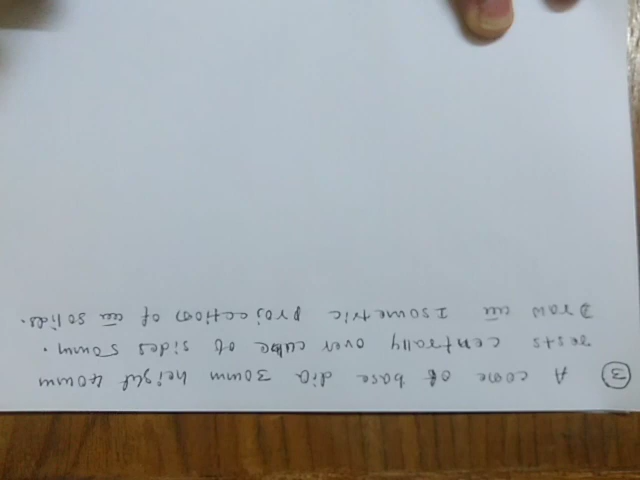 ③ A cone of base dia 30mm height 40mm
rests centrally over cube of sides 50mm.
Draw the Isometric projection of the solids.